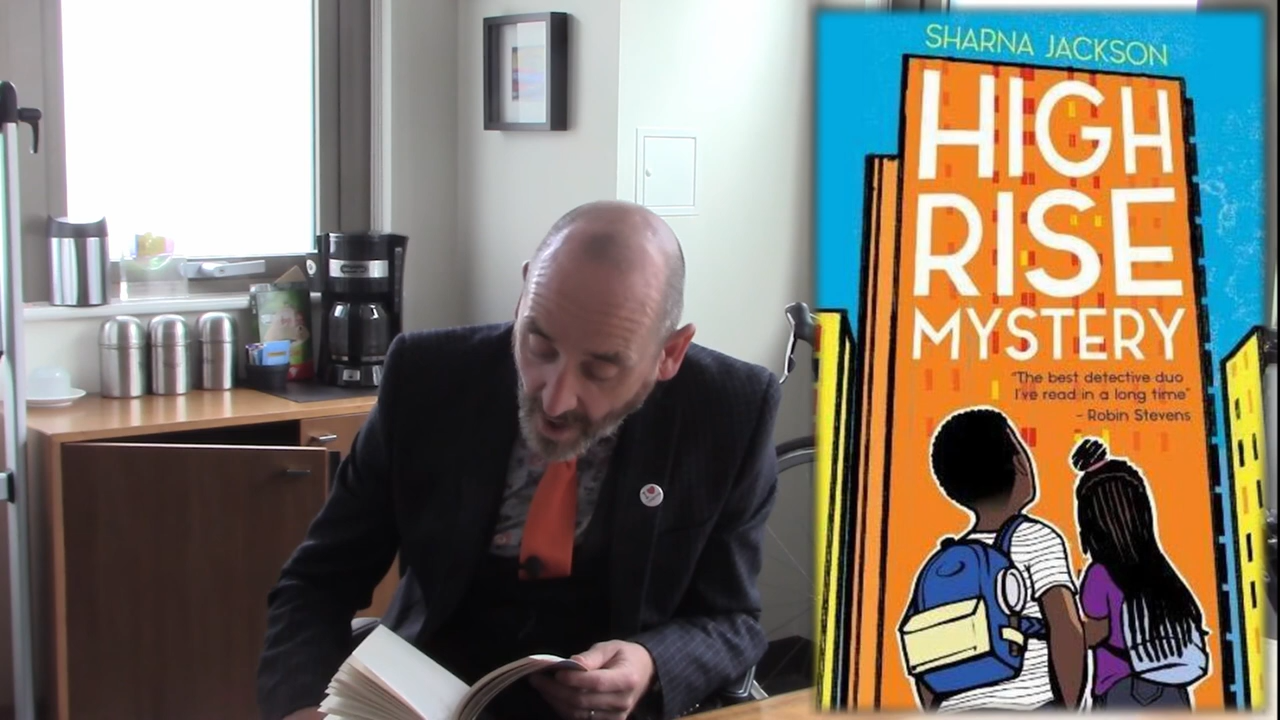 SHARNA JACKSON
HIGH
RISE
MYSTERY
"The best detective duo
I've read in a long time"
- Robin Stevens